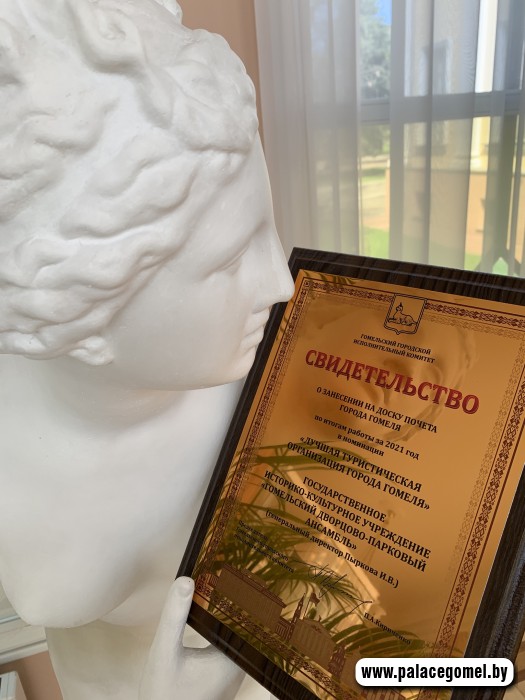 ГОМЕЛЬСКИЙ ГОРОДСКОЙ
ИСПОЛНИТЕЛЬНЫЙ КОМИТЕТ
СВИДЕТЕЛЬСТВО
О ЗАНЕСЕНИИ НА ДОСКУ ПОЧЕТА
ГОРОДА ГОМЕЛЯ
по итогам работы за 2021 год
в номинации
«ЛУЧШАЯ ТУРИСТИЧЕСКАЯ
ОРГАНИЗАЦИЯ ГОРОДА ГОМЕЛЯ»
ГОСУДАРСТВЕННОЕ
ИСТОРИКО-КУЛЬТУРНОЕ УЧРЕЖДЕНИЕ
«ГОМЕЛЬСКИЙ ДВОРЦОВО-ПАРКОВЫЙ
АНСАМБЛЬ»
(генеральный директор Пыркова И.В.)
П.А.Кириченко
www.palacegomel.by